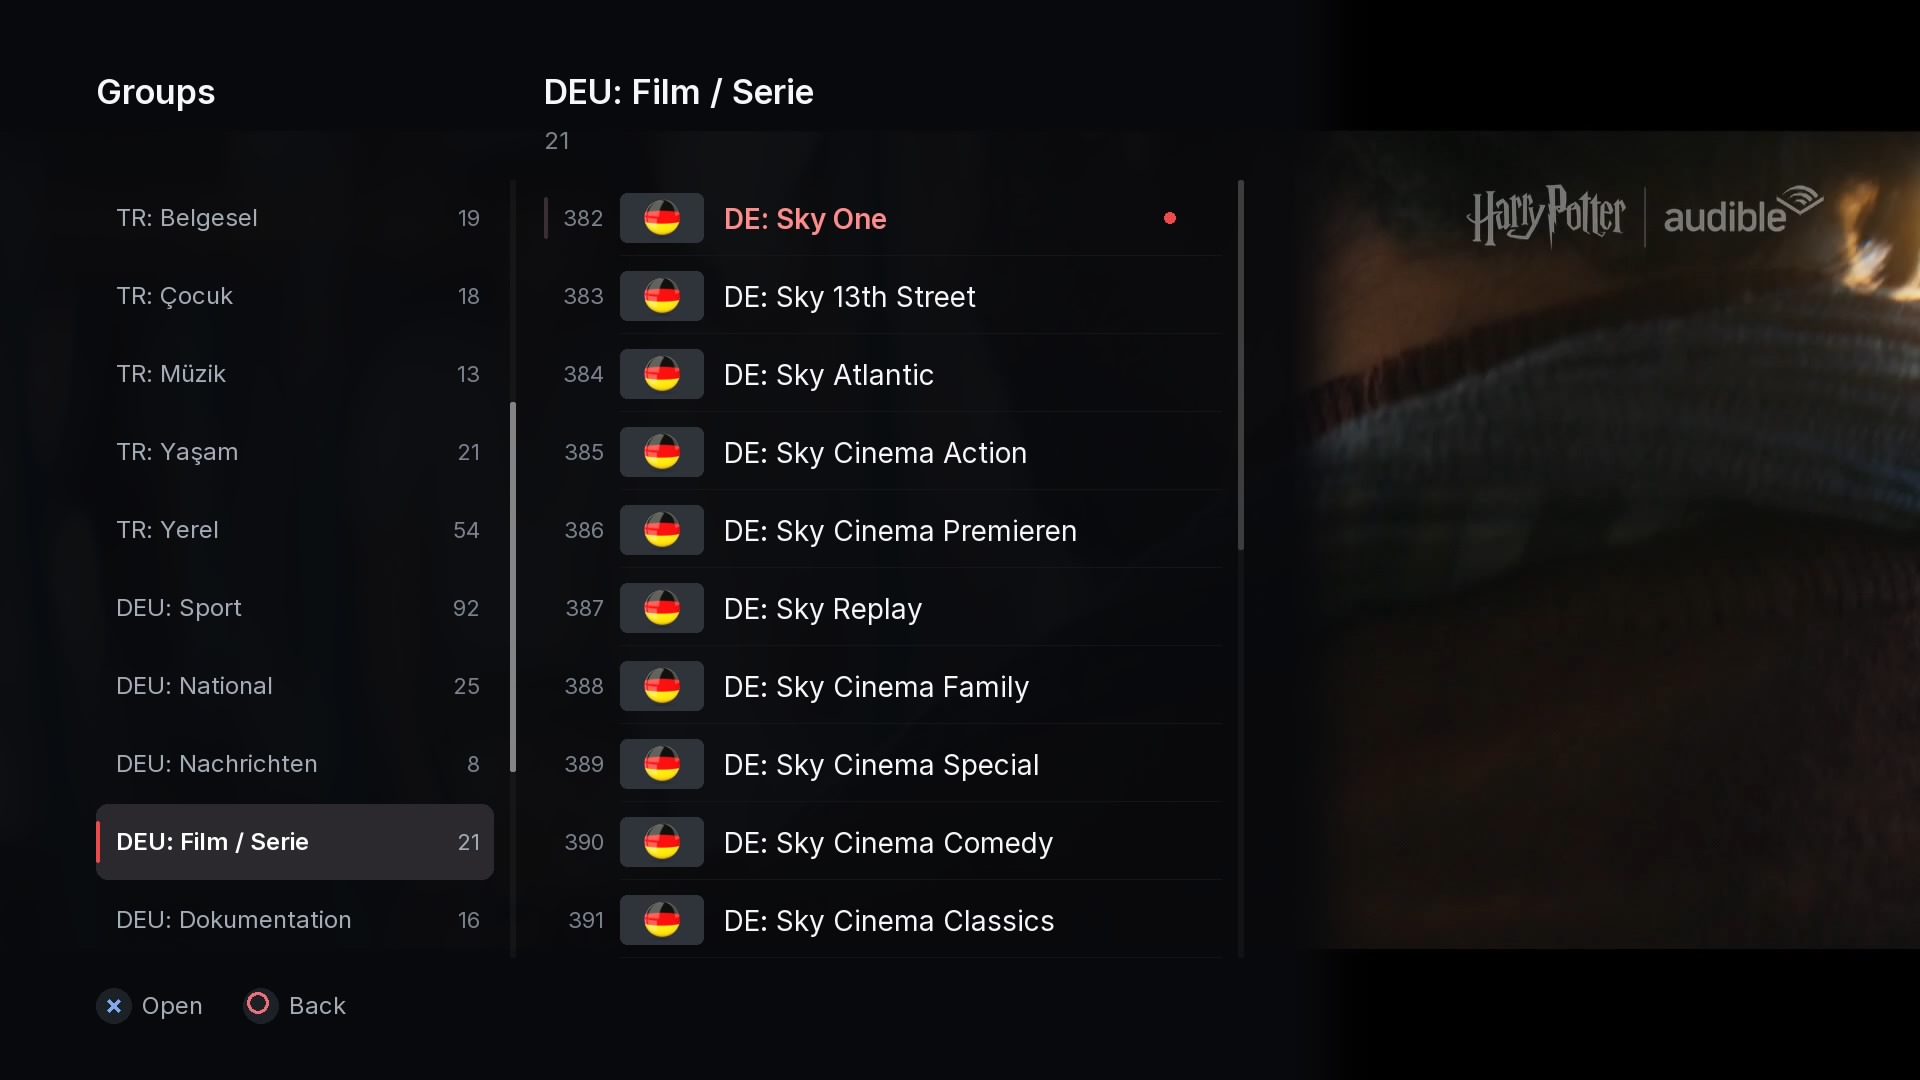 Groups
DEU: Film / Serie
21
TR: Belgesel 19
TR: Çocuk 18
TR: Müzik 13
TR: Yaşam 21
TR: Yerel 54
DEU: Sport 92
DEU: National 25
DEU: Nachrichten 8
DEU: Film / Serie 21
DEU: Dokumentation 16
382 DE: Sky One
383 DE: Sky 13th Street
384 DE: Sky Atlantic
385 DE: Sky Cinema Action
386 DE: Sky Cinema Premieren
387 DE: Sky Replay
388 DE: Sky Cinema Family
389 DE: Sky Cinema Special
390 DE: Sky Cinema Comedy
391 DE: Sky Cinema Classics
Harry Potter | audible
Open Back